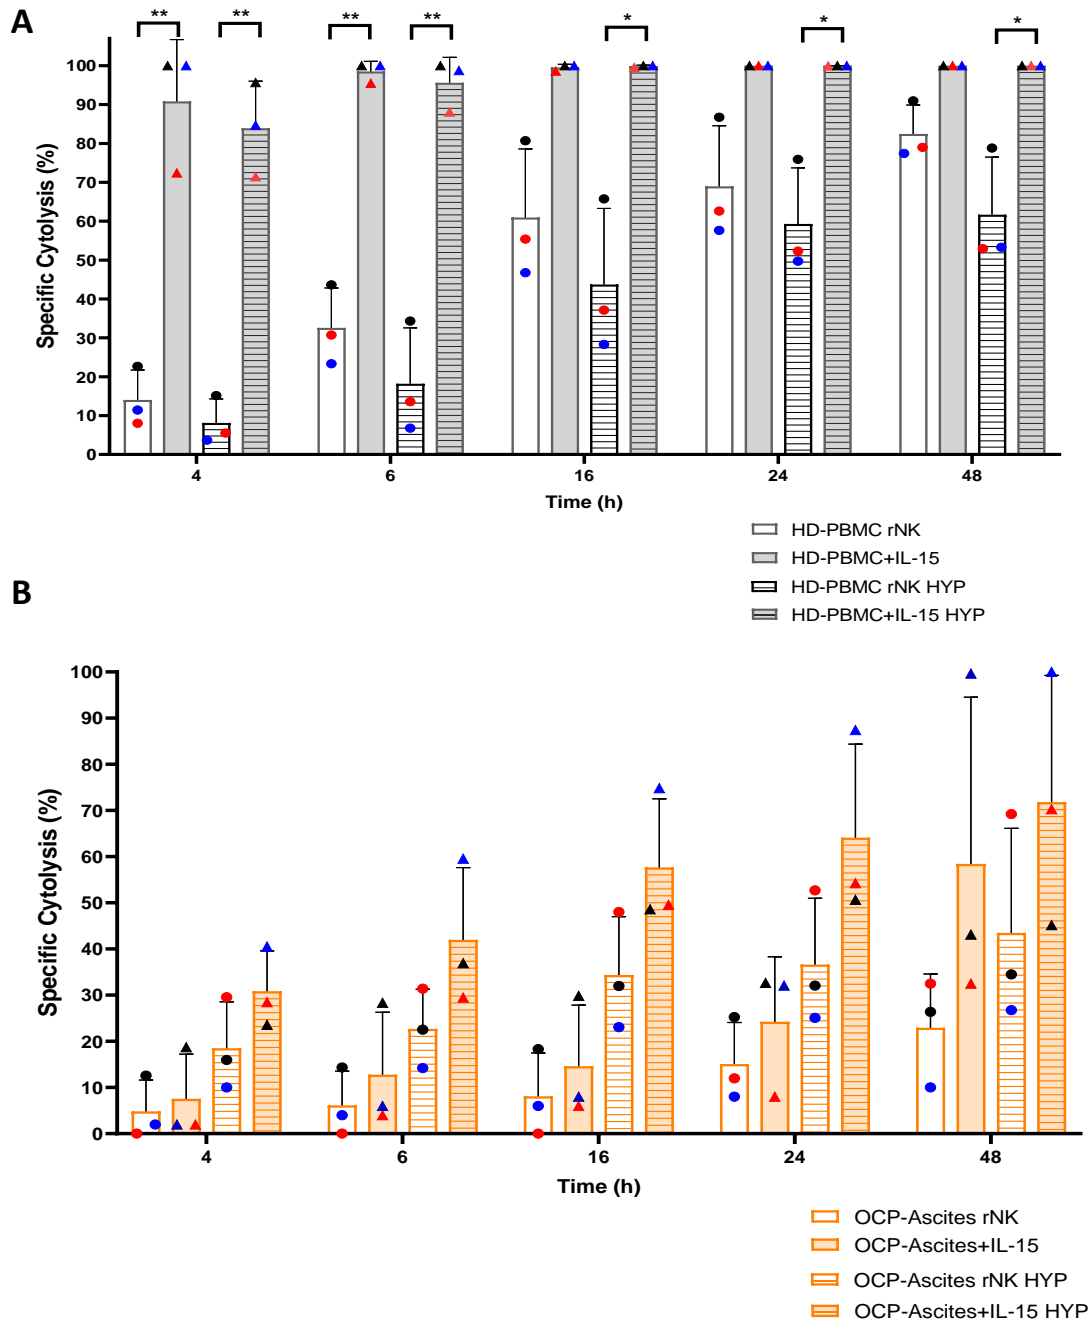 A
** ** ** ** * * *
100
90
80
70
60
50
40
30
20
10
0
Specific Cytolysis (%)
4 6 16 24 48
Time (h)
HD-PBMC rNK
HD-PBMC+IL-15
HD-PBMC rNK HYP
HD-PBMC+IL-15 HYP
B
100
90
80
70
60
50
40
30
20
10
0
Specific Cytolysis (%)
4 6 16 24 48
Time (h)
OCP-Ascites rNK
OCP-Ascites+IL-15
OCP-Ascites rNK HYP
OCP-Ascites+IL-15 HYP